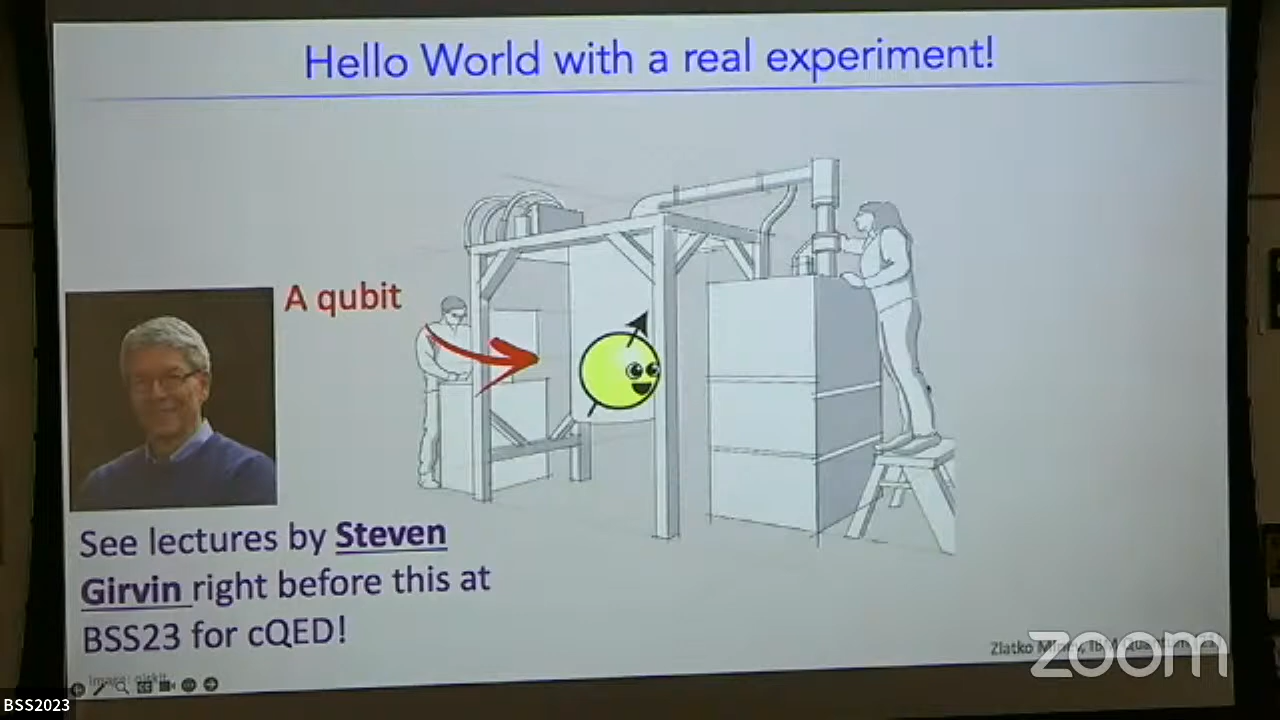 Hello World with a real experiment!
A qubit
See lectures by Steven
Girvin right before this at
BSS23 for cQED!
Zlatko
zoom
BSS2023